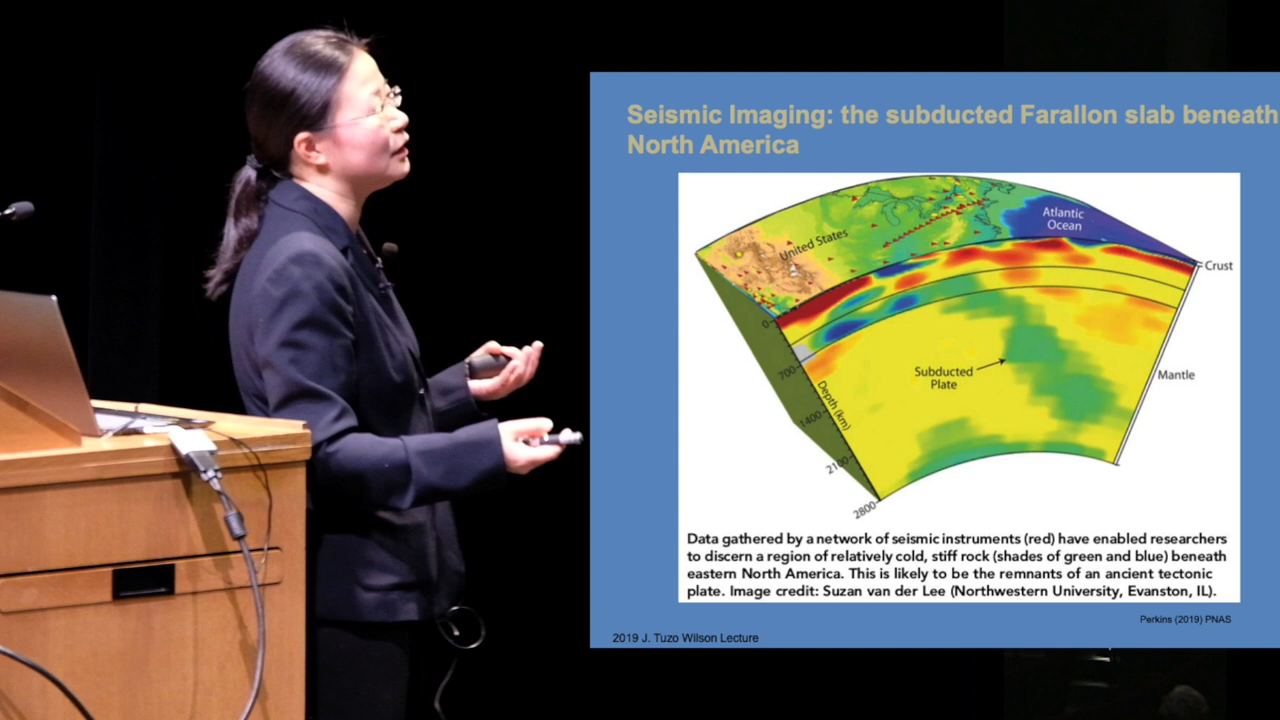 Seismic Imaging: the subducted Farallon slab beneath
North America
United States
Atlantic
Ocean
Crust
0
700
Subducted
Plate
Mantle
Depth (km)
1400
2100
2800
Data gathered by a network of seismic instruments (red) have enabled researchers
to discern a region of relatively cold, stiff rock (shades of green and blue) beneath
eastern North America. This is likely to be the remnants of an ancient tectonic
plate. Image credit: Suzan van der Lee (Northwestern University, Evanston, IL).
Perkins (2019) PNAS
2019 J. Tuzo Wilson Lecture